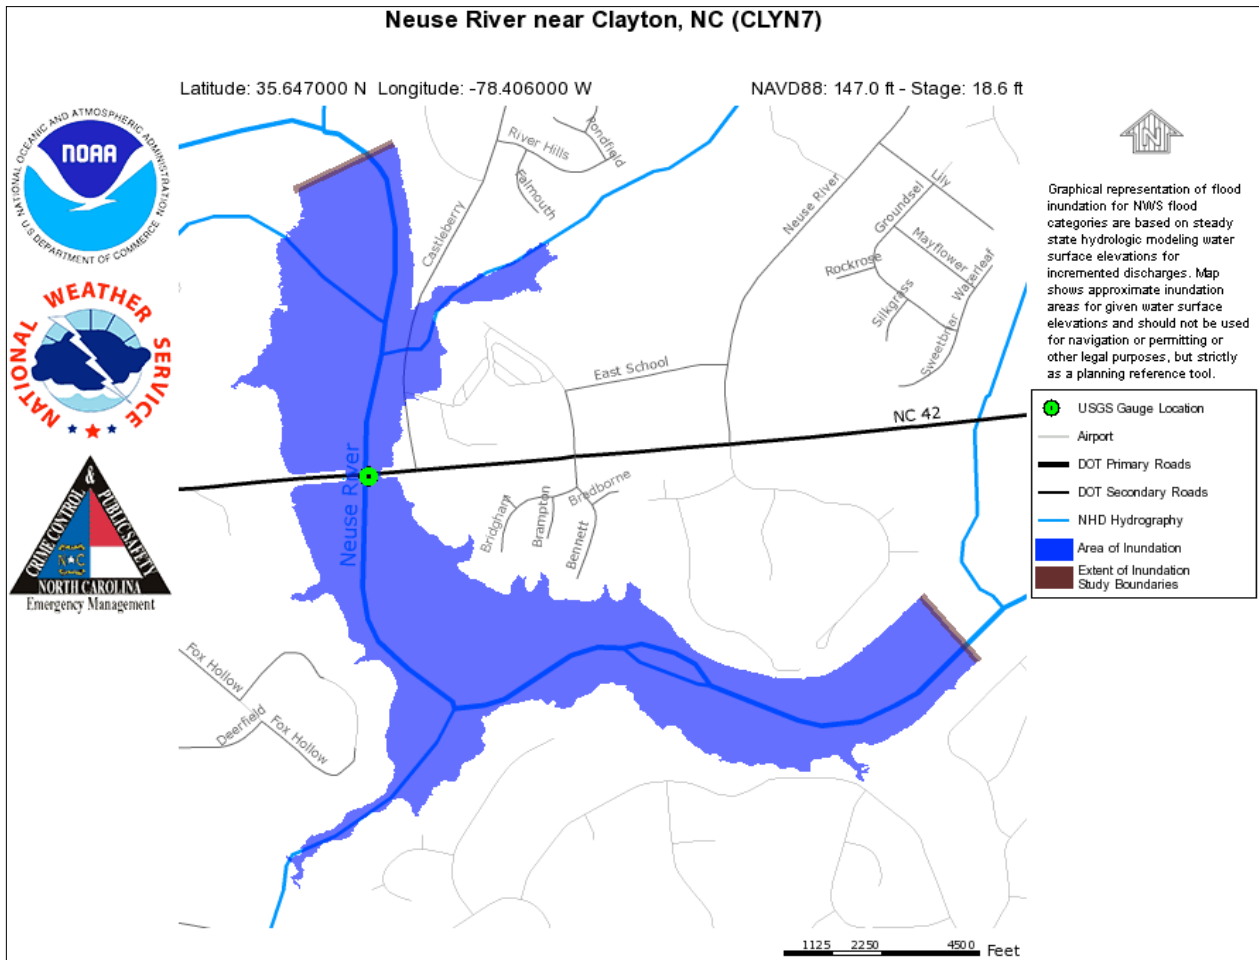 Neuse River near Clayton, NC (CLYN7)
Latitude: 35.647000 N Longitude: -78.406000 W
NAVD88: 147.0 ft - Stage: 18.6 ft
NATIONAL OCEANIC AND ATMOSPHERIC ADMINISTRATION
U.S. DEPARTMENT OF COMMERCE
NOAA
NATIONAL WEATHER SERVICE
CRIME CONTROL & PUBLIC SAFETY
N C
NORTH CAROLINA
Emergency Management
Pondfield
River Hills
Falmouth
Castleberry
Neuse River
Lily
Groundsel
Mayflower
Waterleaf
Rockrose
Silkgrass
Sweetbriar
East School
NC 42
Neuse River
Bridgham
Brampton
Bradborne
Bennett
Fox Hollow
Deerfield
Fox Hollow
N
Graphical representation of flood
inundation for NWS flood
categories are based on steady
state hydrologic modeling water
surface elevations for
incremented discharges. Map
shows approximate inundation
areas for given water surface
elevations and should not be used
for navigation or permitting or
other legal purposes, but strictly
as a planning reference tool.
USGS Gauge Location
Airport
DOT Primary Roads
DOT Secondary Roads
NHD Hydrography
Area of Inundation
Extent of Inundation
Study Boundaries
1125 2250 4500 Feet